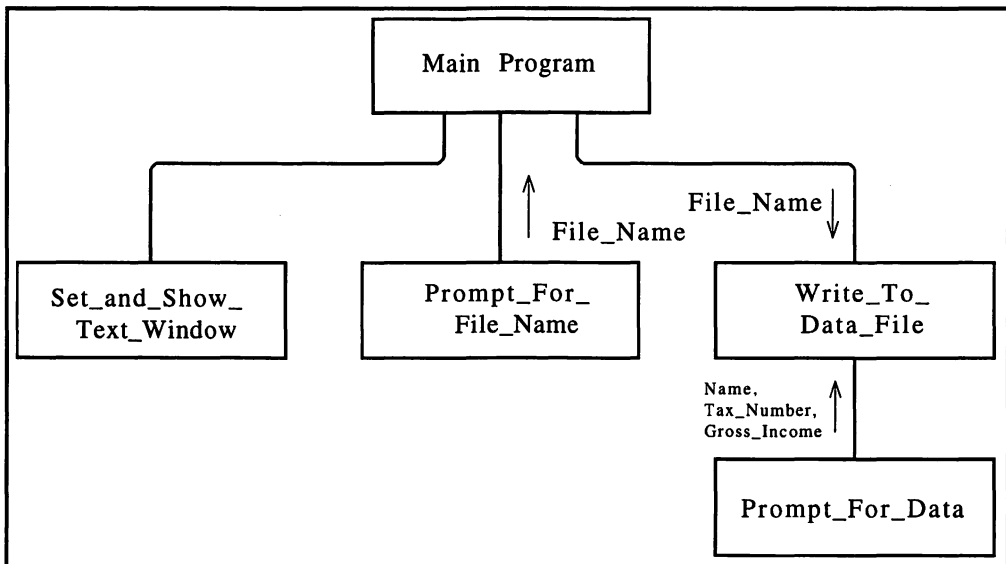 Main Program
File_Name
File_Name
Set_and_Show_
Text_Window
Prompt_For_
File_Name
Write_To_
Data_File
Name,
Tax_Number,
Gross_Income
Prompt_For_Data